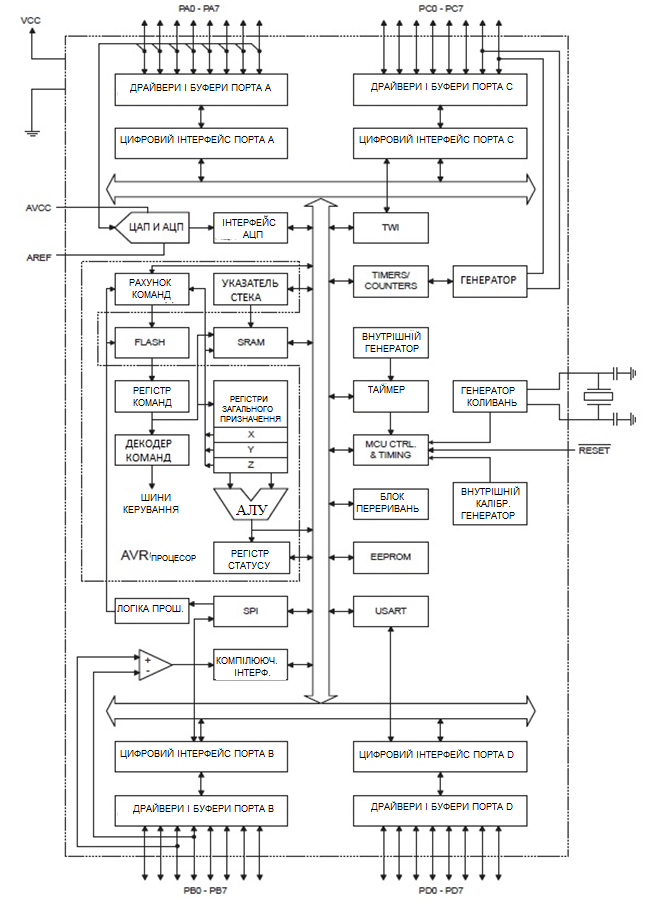 PA0 - PA7
PC0 - PC7
VCC
ДРАЙВЕРИ І БУФЕРИ ПОРТА А
ДРАЙВЕРИ І БУФЕРИ ПОРТА С
ЦИФРОВИЙ ІНТЕРФЕЙС ПОРТА А
ЦИФРОВИЙ ІНТЕРФЕЙС ПОРТА С
AVCC
ЦАП И АЦП
ІНТЕРФЕЙС
АЦП
TWI
AREF
РАХУНОК
КОМАНД
УКАЗАТЕЛЬ
СТЕКА
TIMERS/
COUNTERS
ГЕНЕРАТОР
FLASH
SRAM
ВНУТРІШНІЙ
ГЕНЕРАТОР
РЕГІСТР
КОМАНД
РЕГІСТРИ
ЗАГАЛЬНОГО
ПРИЗНАЧЕННЯ
X
Y
Z
ТАЙМЕР
ГЕНЕРАТОР
КОЛИВАНЬ
ДЕКОДЕР
КОМАНД
MCU CTRL.
& TIMING
RESET
ШИНИ
КЕРУВАННЯ
АЛУ
БЛОК
ПЕРЕРИВАНЬ
ВНУТРІШНІЙ
КАЛІБР.
ГЕНЕРАТОР
AVR ПРОЦЕСОР
РЕГІСТР
СТАТУСУ
EEPROM
ЛОГІКА ПРОШ.
SPI
USART
+
-
КОМПІЛЮЮЧ.
ІНТЕРФ.
ЦИФРОВИЙ ІНТЕРФЕЙС ПОРТА В
ЦИФРОВИЙ ІНТЕРФЕЙС ПОРТА D
ДРАЙВЕРИ І БУФЕРИ ПОРТА В
ДРАЙВЕРИ І БУФЕРИ ПОРТА D
PB0 - PB7
PD0 - PD7